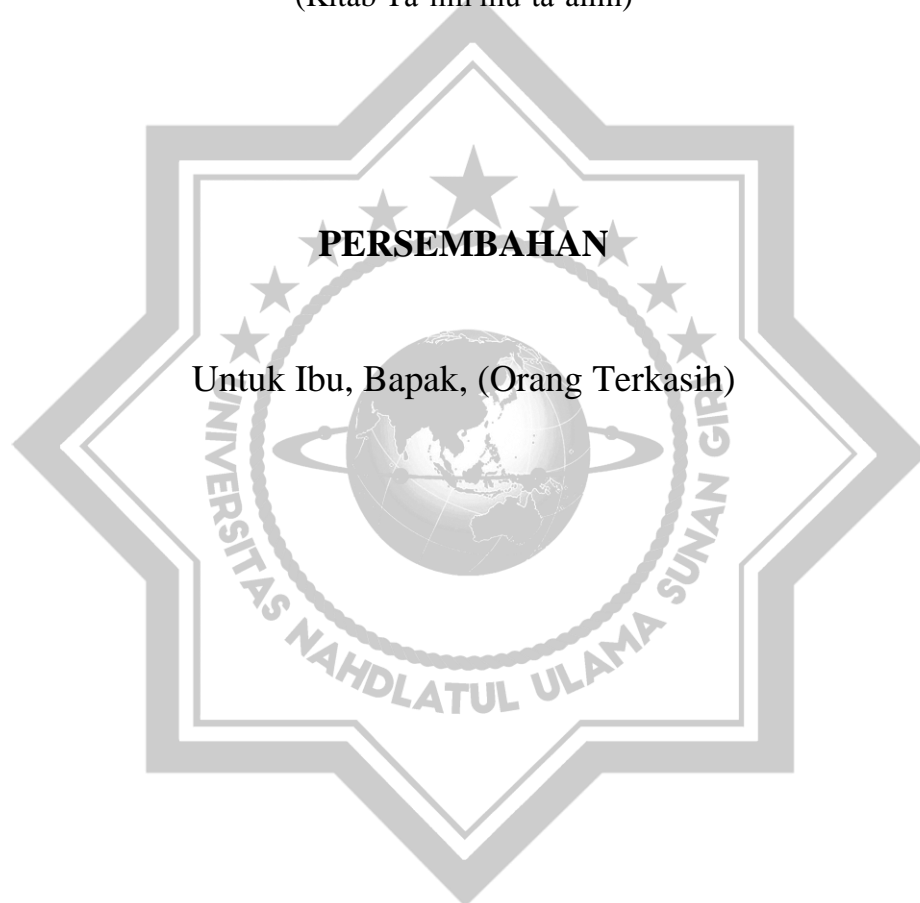 PERSEMBAHAN
Untuk Ibu, Bapak, (Orang Terkasih)
UNIVERSITAS NAHDLATUL ULAMA SUNAN GIRI